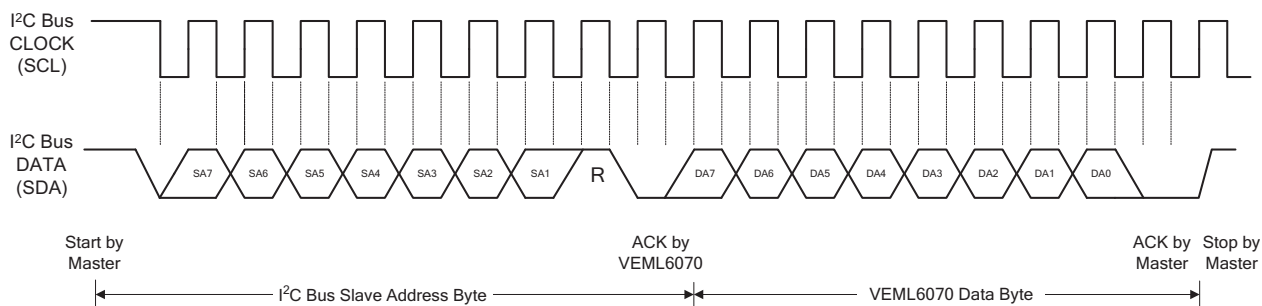 I²C Bus
CLOCK
(SCL)
I²C Bus
DATA
(SDA)
SA7 SA6 SA5 SA4 SA3 SA2 SA1 R DA7 DA6 DA5 DA4 DA3 DA2 DA1 DA0
Start by
Master
ACK by
VEML6070
ACK by
Master
Stop by
Master
I²C Bus Slave Address Byte
VEML6070 Data Byte